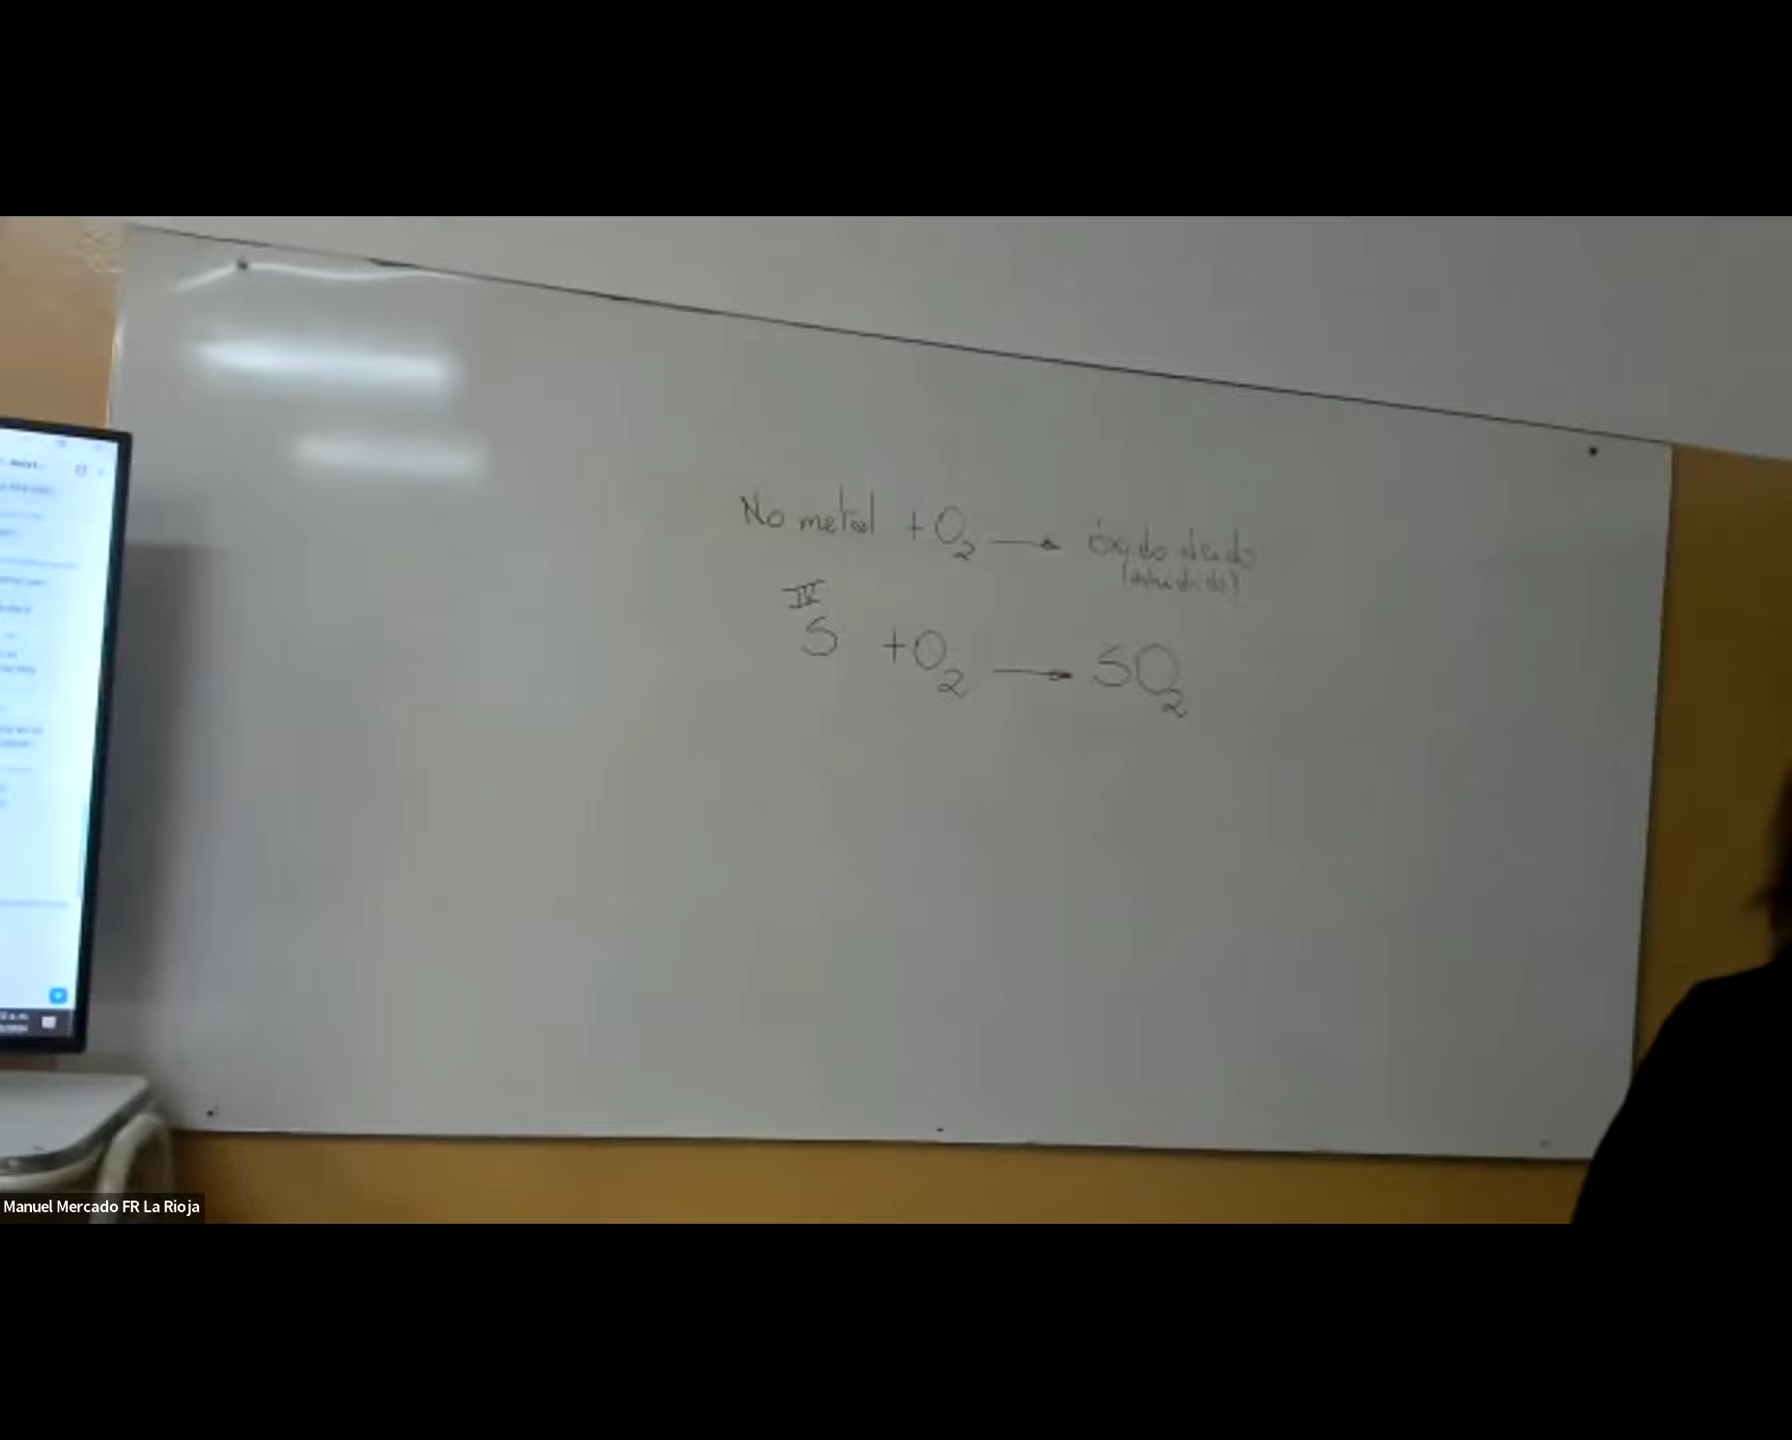 No metal + O₂ → óxido ácido
(anhídrido)
IV
S + O₂ → SO₂
Manuel Mercado FR La Rioja